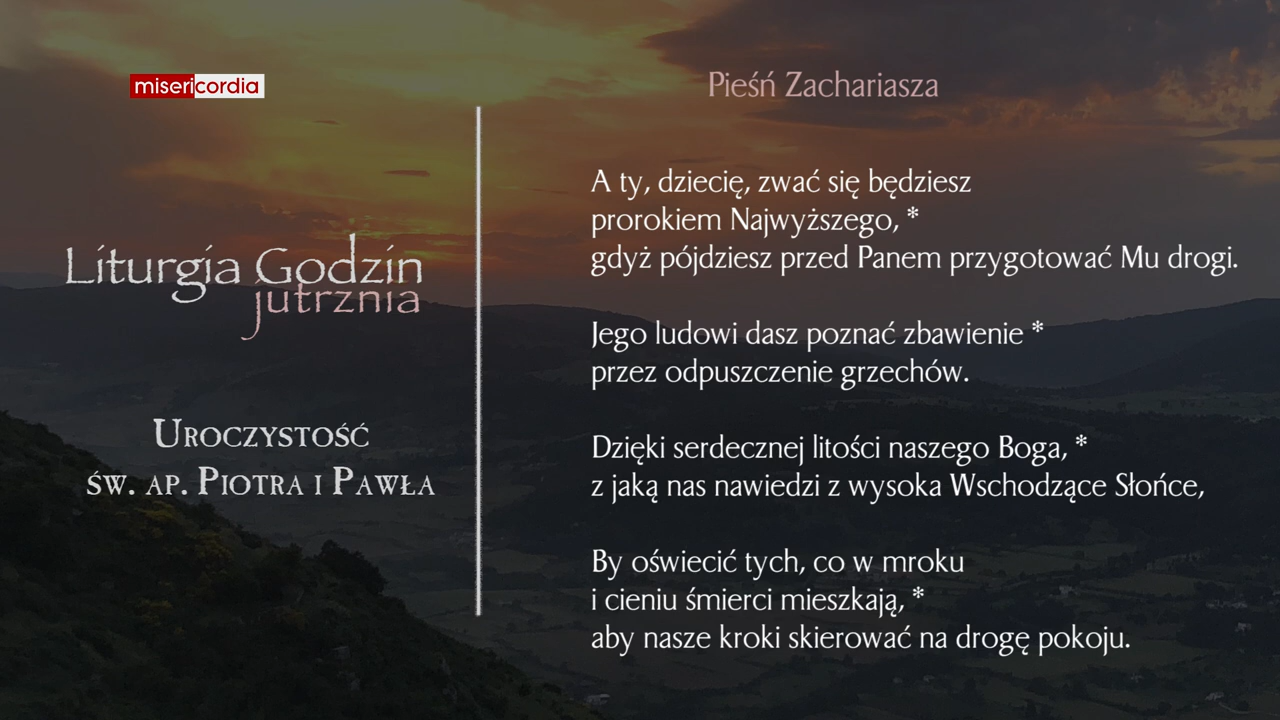 misericordia
Liturgia Godzin
jutrznia
Uroczystość
św. ap. Piotra i Pawła
Pieśń Zachariasza
A ty, dziecię, zwać się będziesz
prorokiem Najwyższego, *
gdyż pójdziesz przed Panem przygotować Mu drogi.
Jego ludowi dasz poznać zbawienie *
przez odpuszczenie grzechów.
Dzięki serdecznej litości naszego Boga, *
z jaką nas nawiedzi z wysoka Wschodzące Słońce,
By oświecić tych, co w mroku
i cieniu śmierci mieszkają, *
aby nasze kroki skierować na drogę pokoju.